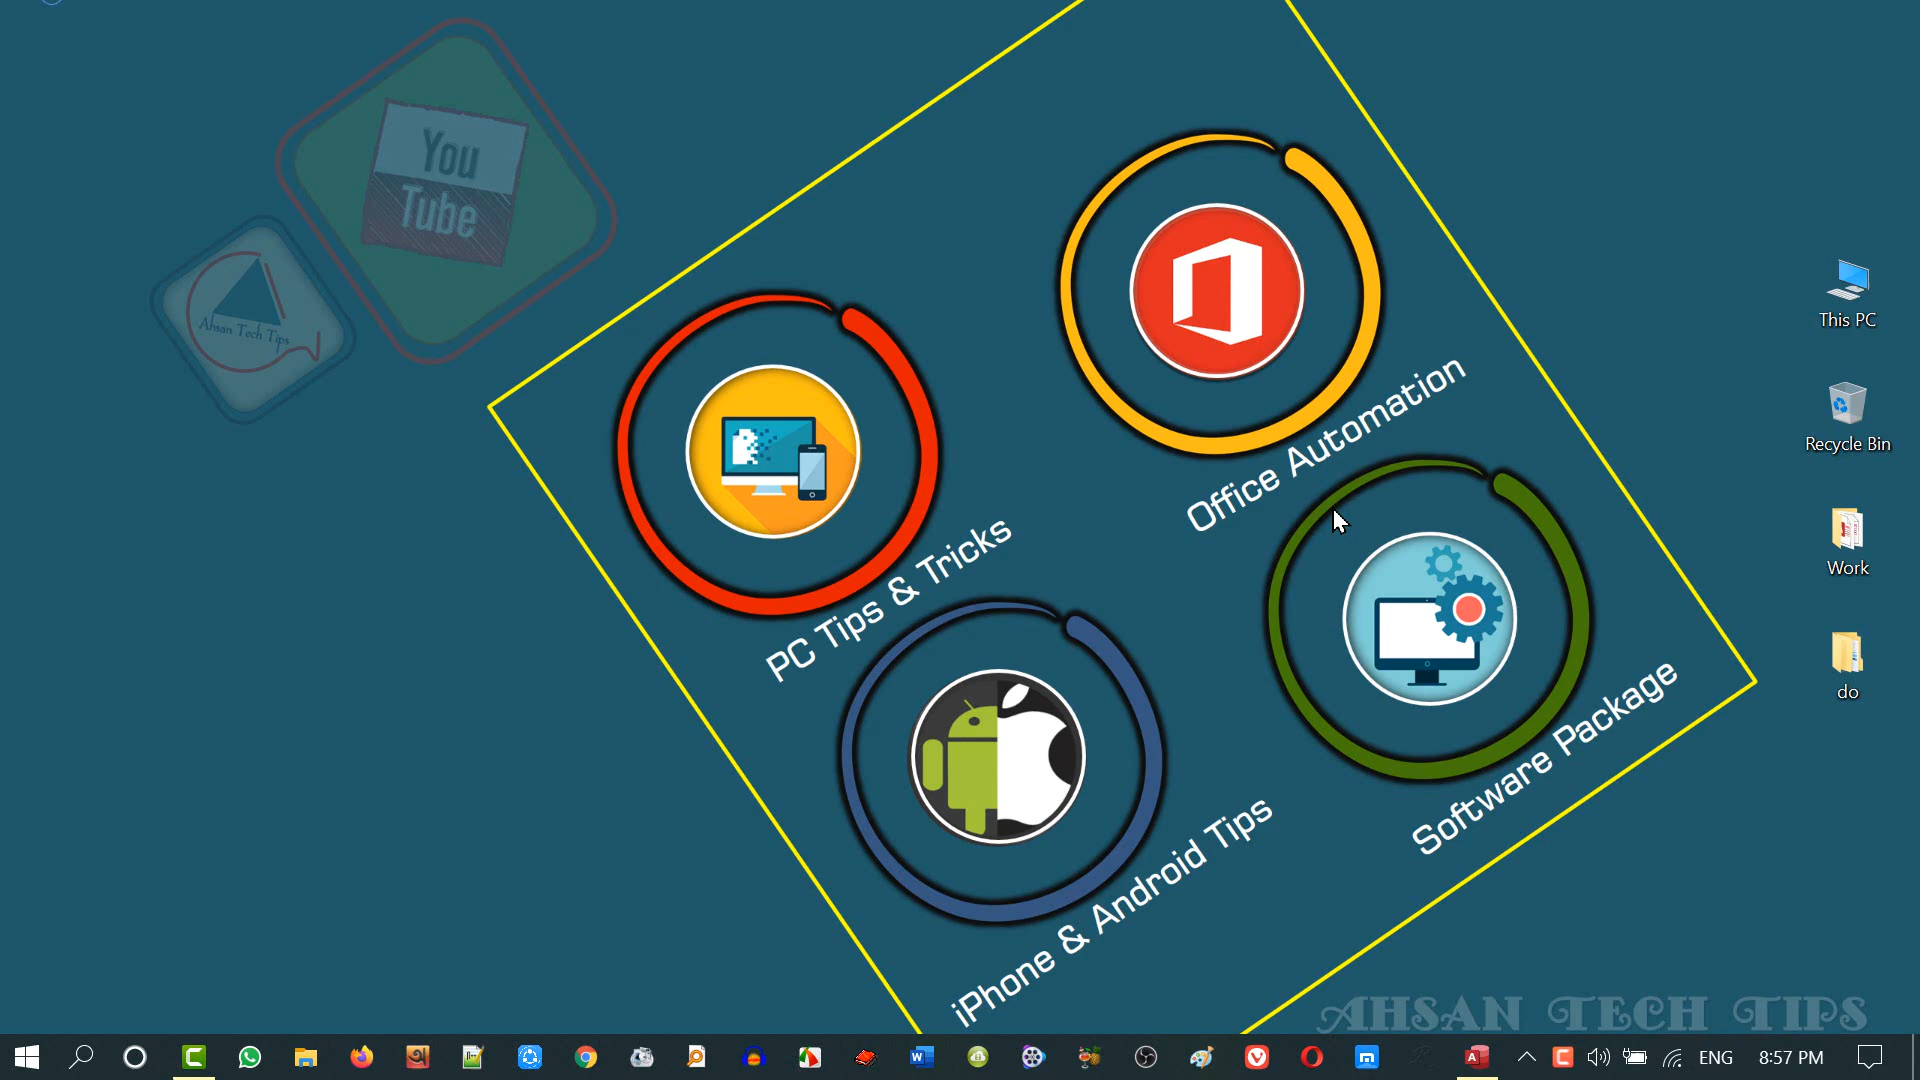 You
Tube
Ahsan Tech Tips
Office Automation
PC Tips & Tricks
Software Package
iPhone & Android Tips
This PC
Recycle Bin
Work
do
AHSAN TECH TIPS
ENG
8:57 PM